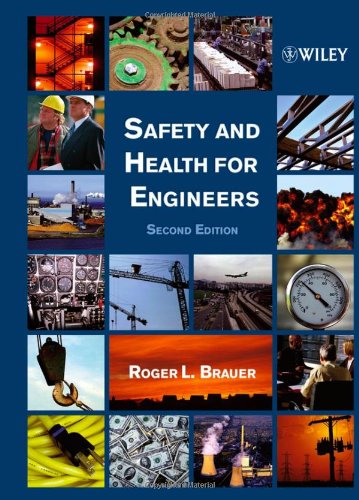 WILEY
SAFETY AND
HEALTH FOR
ENGINEERS
SECOND EDITION
ROGER L. BRAUER